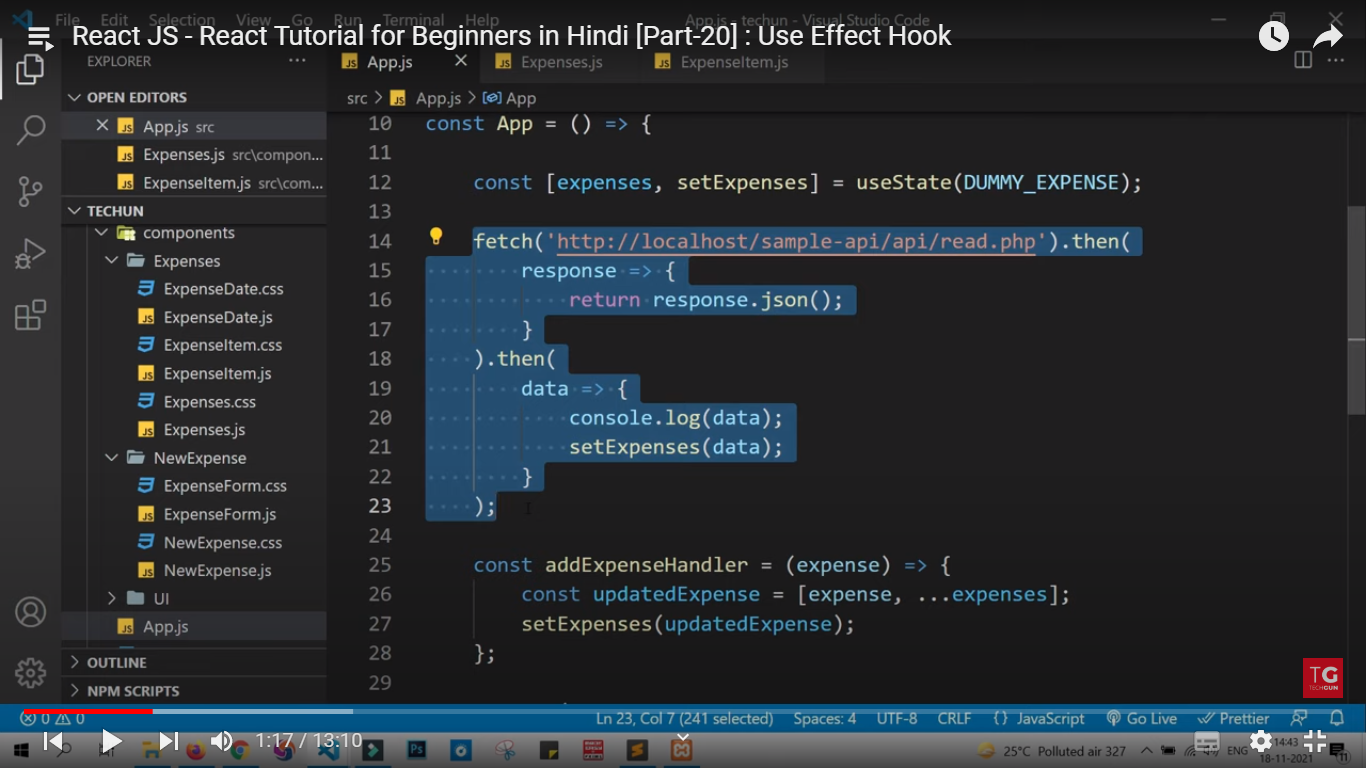 File Edit Selection View Go Run Terminal Help App.js - techun - Visual Studio Code
React JS - React Tutorial for Beginners in Hindi [Part-20] : Use Effect Hook
EXPLORER
App.js Expenses.js ExpenseItem.js
OPEN EDITORS
src > App.js > App
App.js src
Expenses.js src\compon...
ExpenseItem.js src\com...
TECHUN
components
Expenses
ExpenseDate.css
ExpenseDate.js
ExpenseItem.css
ExpenseItem.js
Expenses.css
Expenses.js
NewExpense
ExpenseForm.css
ExpenseForm.js
NewExpense.css
NewExpense.js
UI
App.js
OUTLINE
NPM SCRIPTS
10 const App = () => {
11
12 const [expenses, setExpenses] = useState(DUMMY_EXPENSE);
13
14 fetch('http://localhost/sample-api/api/read.php').then(
15 response => {
16 return response.json();
17 }
18 ).then(
19 data => {
20 console.log(data);
21 setExpenses(data);
22 }
23 );
24
25 const addExpenseHandler = (expense) => {
26 const updatedExpense = [expense, ...expenses];
27 setExpenses(updatedExpense);
28 };
29
TG
TECHGUN
0 0 Ln 23, Col 7 (241 selected) Spaces: 4 UTF-8 CRLF {} JavaScript Go Live Prettier
1:17 / 13:10
Ps
25°C Polluted air 327 ENG 14:43
18-11-2021
11